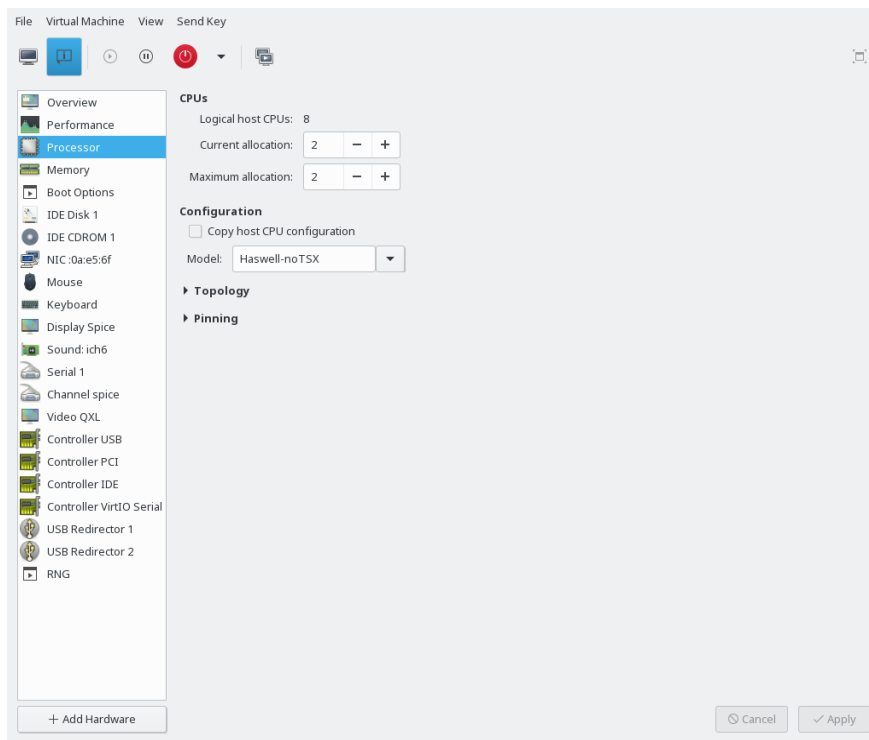 File Virtual Machine View Send Key
Overview
Performance
Processor
Memory
Boot Options
IDE Disk 1
IDE CDROM 1
NIC :0a:e5:6f
Mouse
Keyboard
Display Spice
Sound: ich6
Serial 1
Channel spice
Video QXL
Controller USB
Controller PCI
Controller IDE
Controller VirtIO Serial
USB Redirector 1
USB Redirector 2
RNG
Add Hardware
CPUs
Logical host CPUs: 8
Current allocation: 2
Maximum allocation: 2
Configuration
Copy host CPU configuration
Model: Haswell-noTSX
Topology
Pinning
Cancel Apply